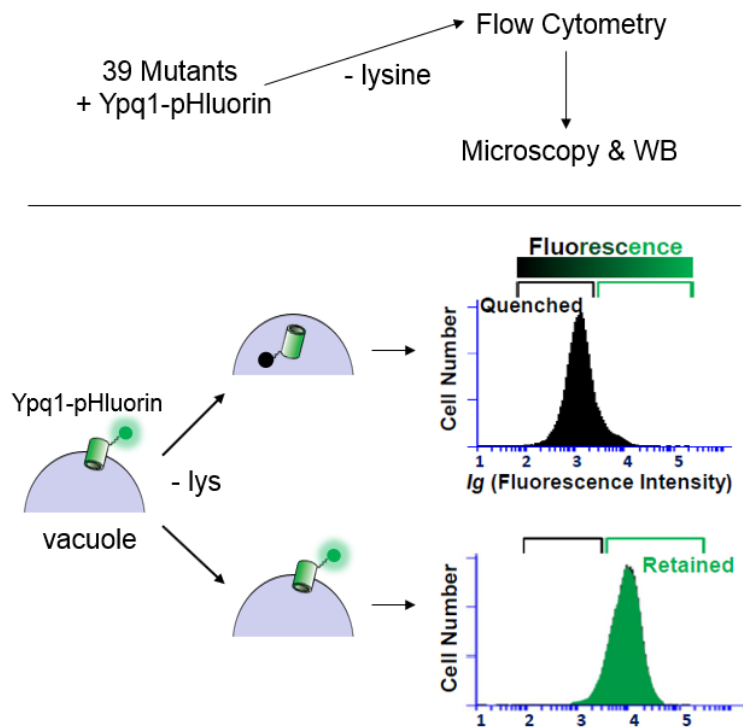 Flow Cytometry
39 Mutants
+ Ypq1-pHluorin
- lysine
Microscopy & WB
Fluorescence
Quenched
Cell Number
1 2 3 4 5
lg (Fluorescence Intensity)
Ypq1-pHluorin
- lys
vacuole
Retained
Cell Number
1 2 3 4 5